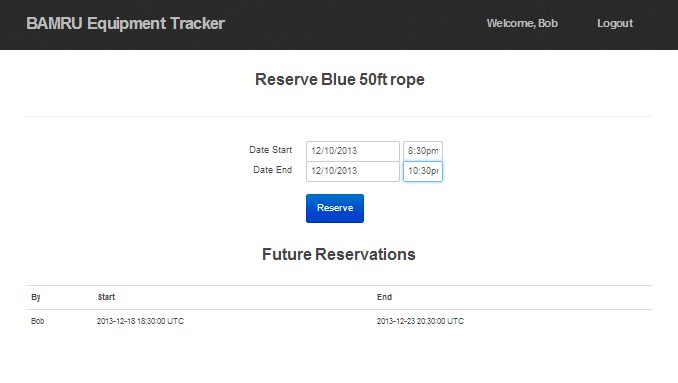 BAMRU Equipment Tracker Welcome, Bob Logout
Reserve Blue 50ft rope
Date Start 12/10/2013 8:30pm
Date End 12/10/2013 10:30p
Reserve
Future Reservations
By Start End
Bob 2013-12-18 18:30:00 UTC 2013-12-23 20:30:00 UTC